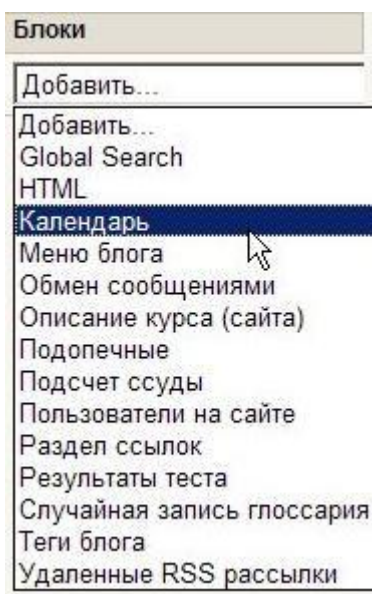 Блоки
Добавить...
Добавить...
Global Search
HTML
Календарь
Меню блога
Обмен сообщениями
Описание курса (сайта)
Подопечные
Подсчет ссуды
Пользователи на сайте
Раздел ссылок
Результаты теста
Случайная запись глоссария
Теги блога
Удаленные RSS рассылки